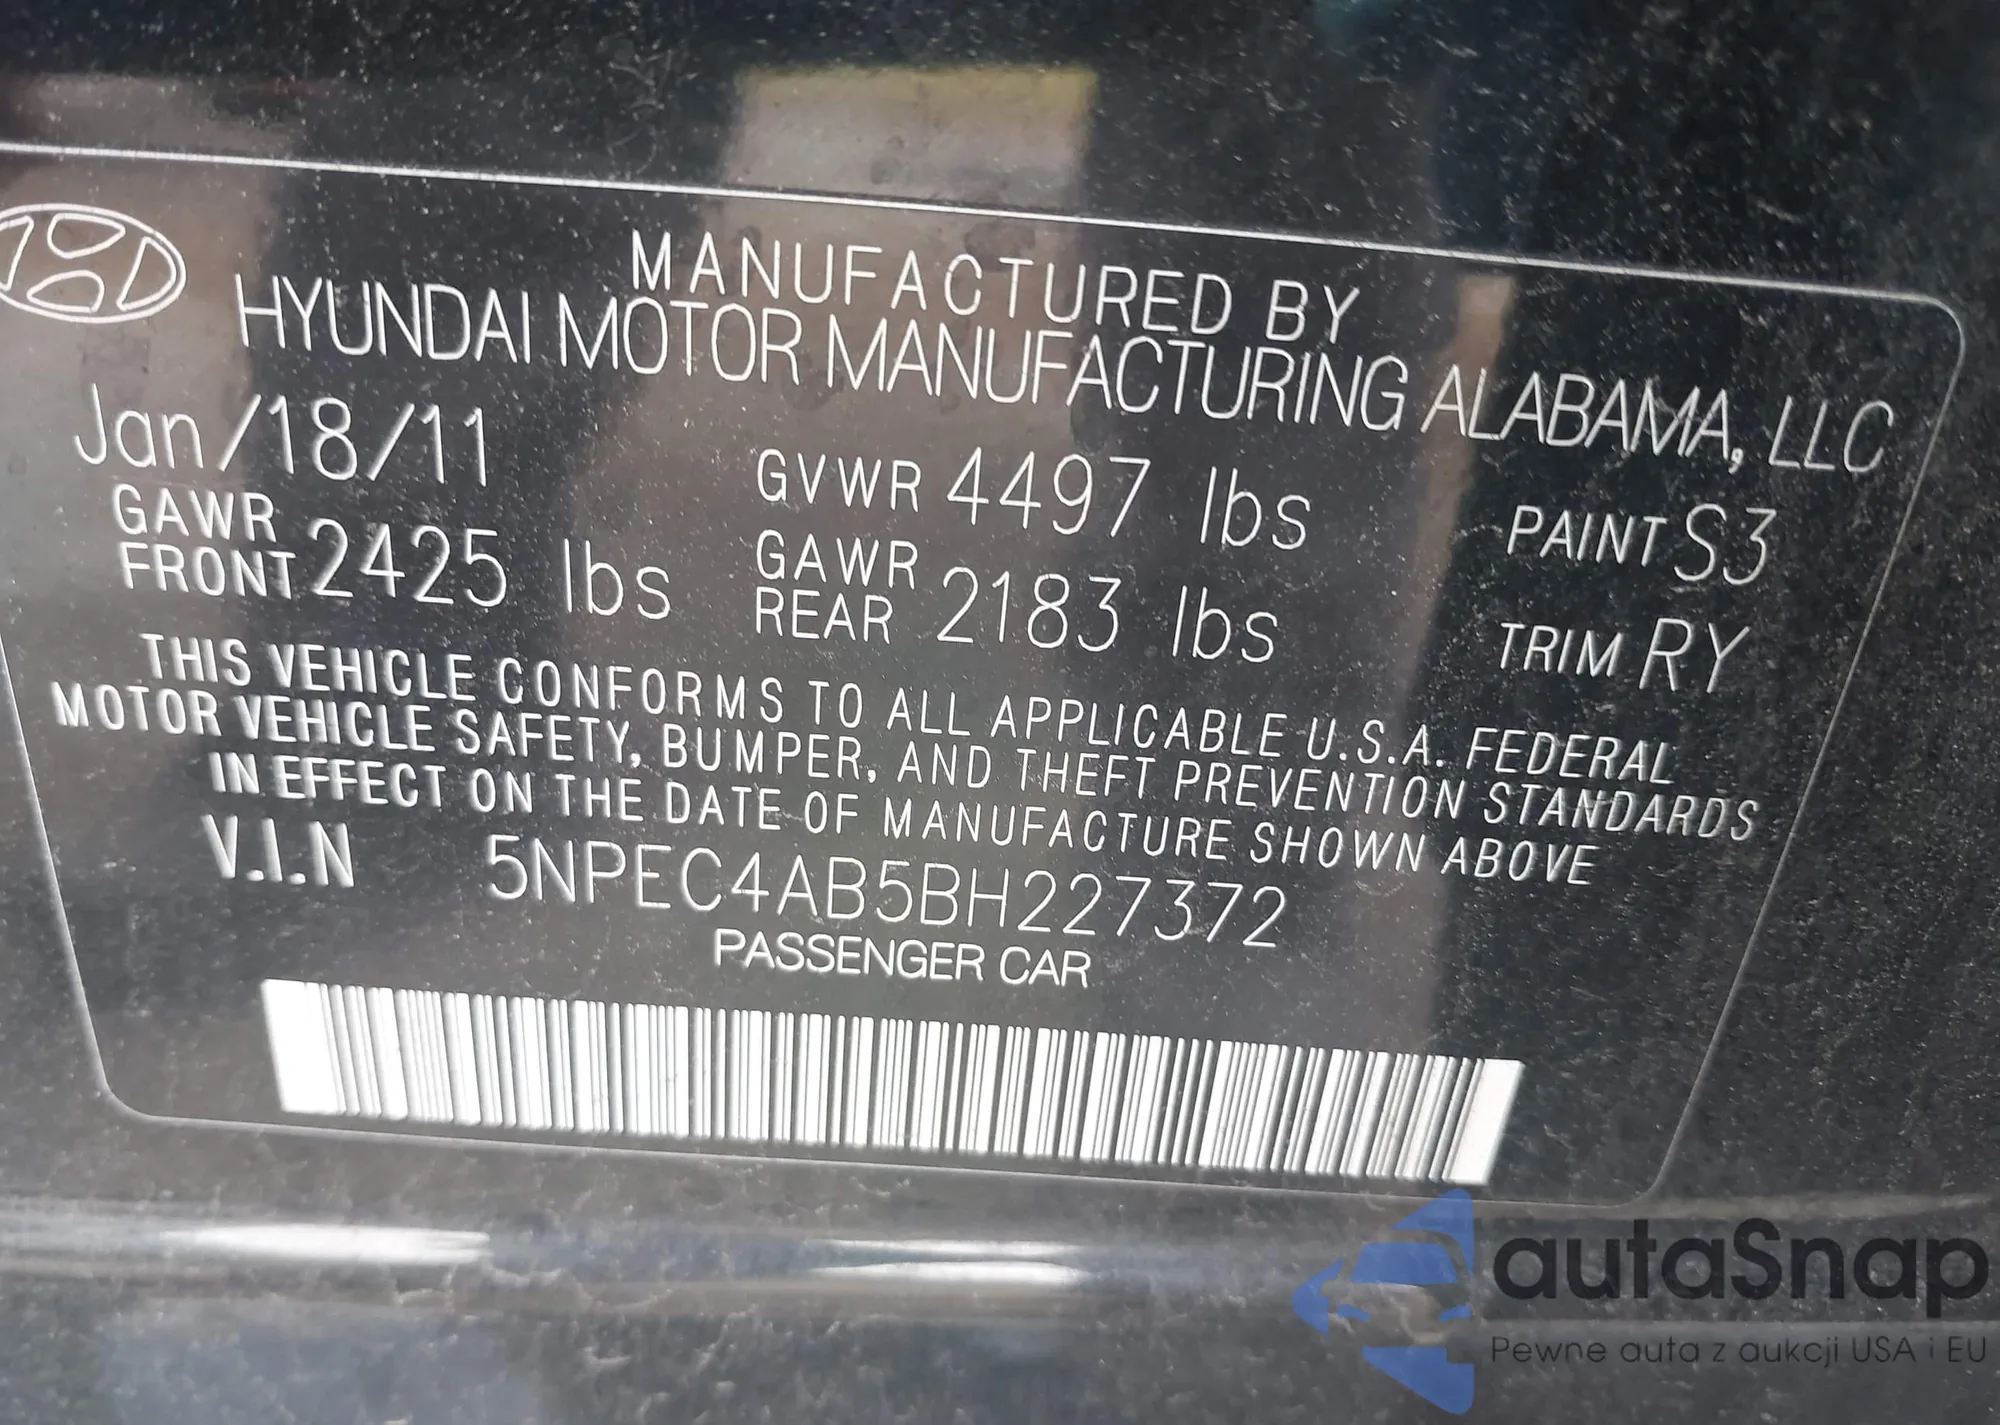 MANUFACTURED BY
HYUNDAI MOTOR MANUFACTURING ALABAMA, LLC
Jan/18/11 GVWR 4497 lbs PAINT S3
GAWR FRONT 2425 lbs GAWR REAR 2183 lbs TRIM RY
THIS VEHICLE CONFORMS TO ALL APPLICABLE U.S.A. FEDERAL
MOTOR VEHICLE SAFETY, BUMPER, AND THEFT PREVENTION STANDARDS
IN EFFECT ON THE DATE OF MANUFACTURE SHOWN ABOVE
V.I.N 5NPEC4AB5BH227372
PASSENGER CAR
autaSnap
Pewne auta z aukcji USA i EU